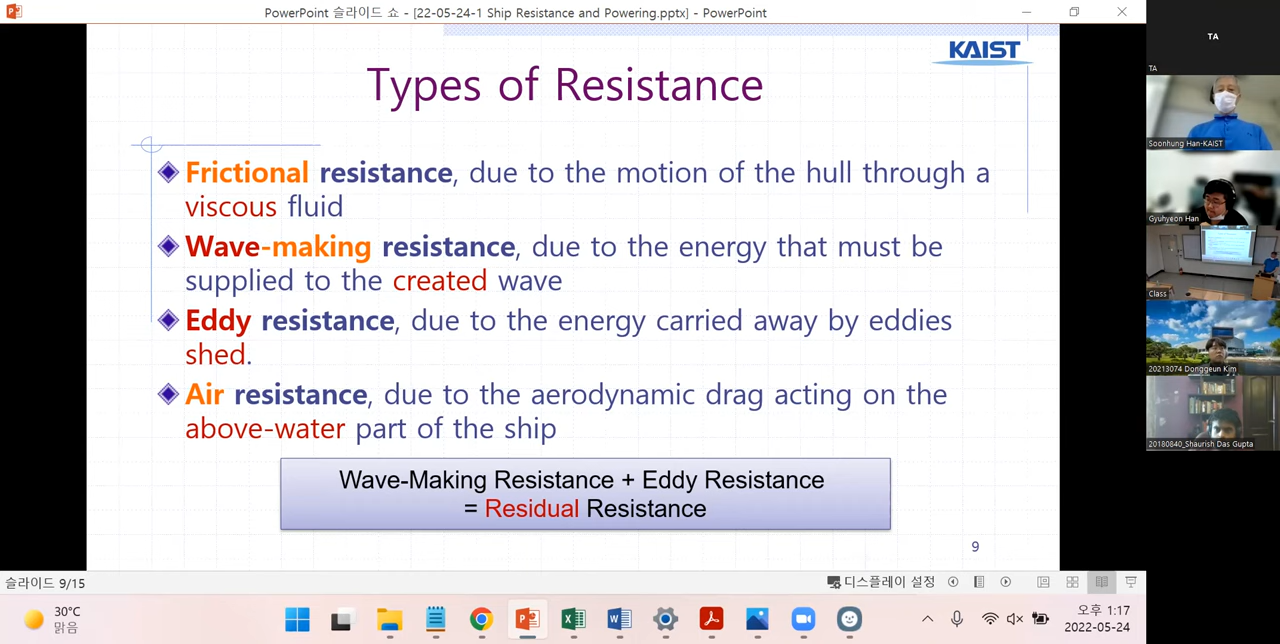 PowerPoint 슬라이드 쇼 - [22-05-24-1 Ship Resistance and Powering.pptx] - PowerPoint
KAIST
Types of Resistance
Frictional resistance, due to the motion of the hull through a
viscous fluid
Wave-making resistance, due to the energy that must be
supplied to the created wave
Eddy resistance, due to the energy carried away by eddies
shed.
Air resistance, due to the aerodynamic drag acting on the
above-water part of the ship
Wave-Making Resistance + Eddy Resistance
= Residual Resistance
9
슬라이드 9/15
디스플레이 설정
30°C
맑음
오후 1:17
2022-05-24
TA
TA
Soonhung Han-KAIST
Gyuhyeon Han
Class
20213074 Donggeun Kim
20180840_Shaurish Das Gupta